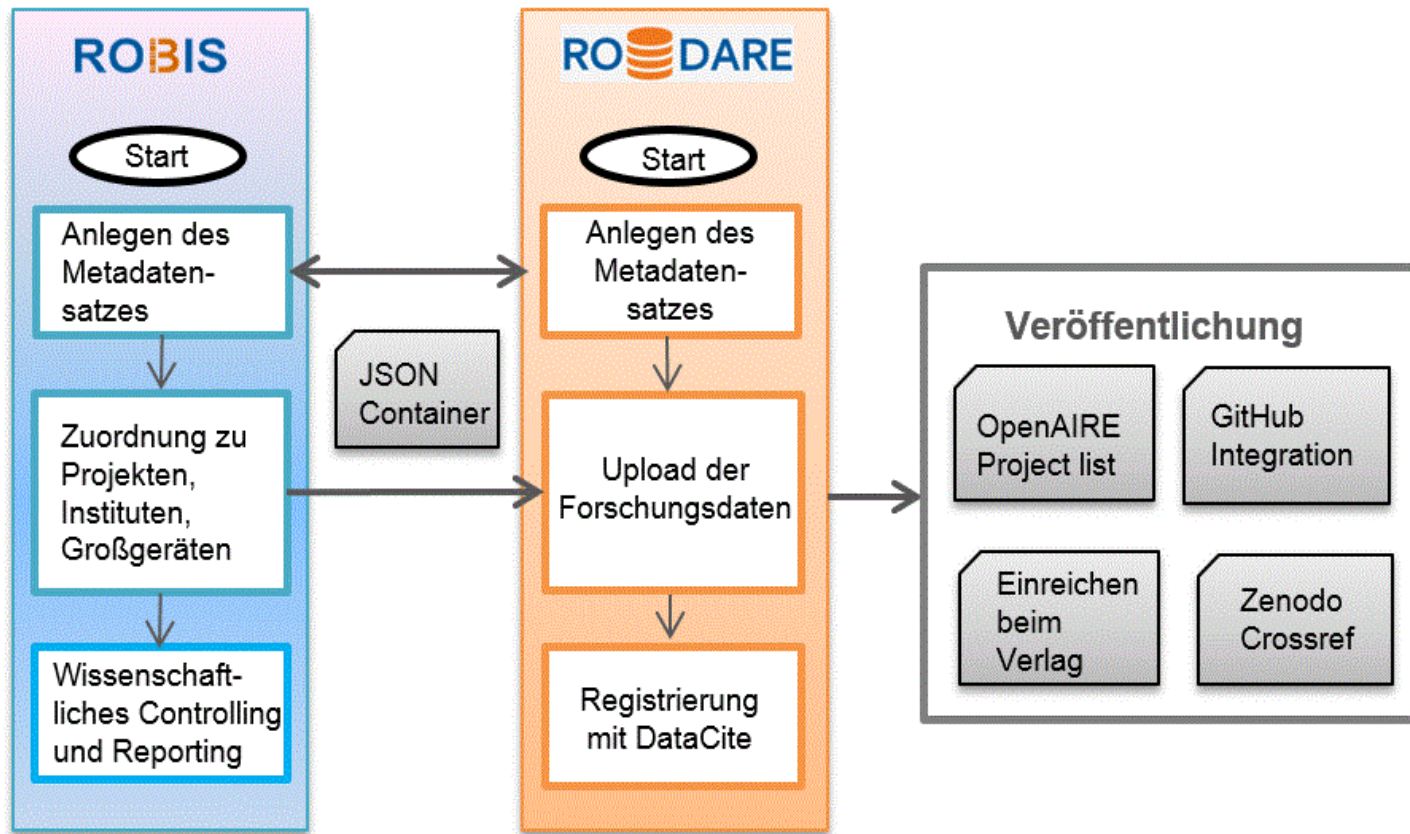 ROBIS
Start
Anlegen des
Metadaten-
satzes
Zuordnung zu
Projekten,
Instituten,
Großgeräten
Wissenschaft-
liches Controlling
und Reporting
JSON
Container
RODARE
Start
Anlegen des
Metadaten-
satzes
Upload der
Forschungsdaten
Registrierung
mit DataCite
Veröffentlichung
OpenAIRE
Project list
GitHub
Integration
Einreichen
beim
Verlag
Zenodo
Crossref